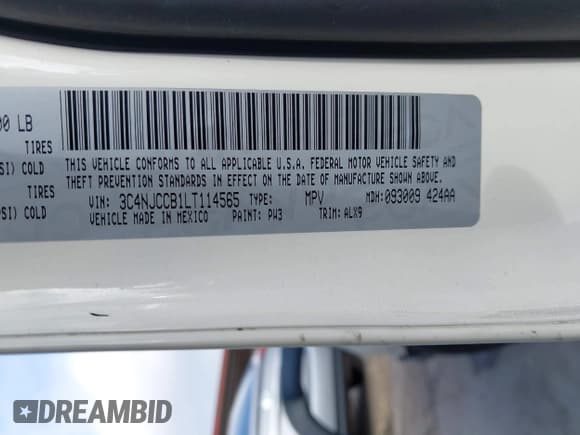 00 LB
TIRES
SI) COLD
TIRES
PSI) COLD
THIS VEHICLE CONFORMS TO ALL APPLICABLE U.S.A. FEDERAL MOTOR VEHICLE SAFETY AND
THEFT PREVENTION STANDARDS IN EFFECT ON THE DATE OF MANUFACTURE SHOWN ABOVE.
VIN: 3C4NJCCB1LT114565 TYPE: MPV MDH: 093009 424AA
VEHICLE MADE IN MEXICO PAINT: PW3 TRIM: ALX9
DREAMBID